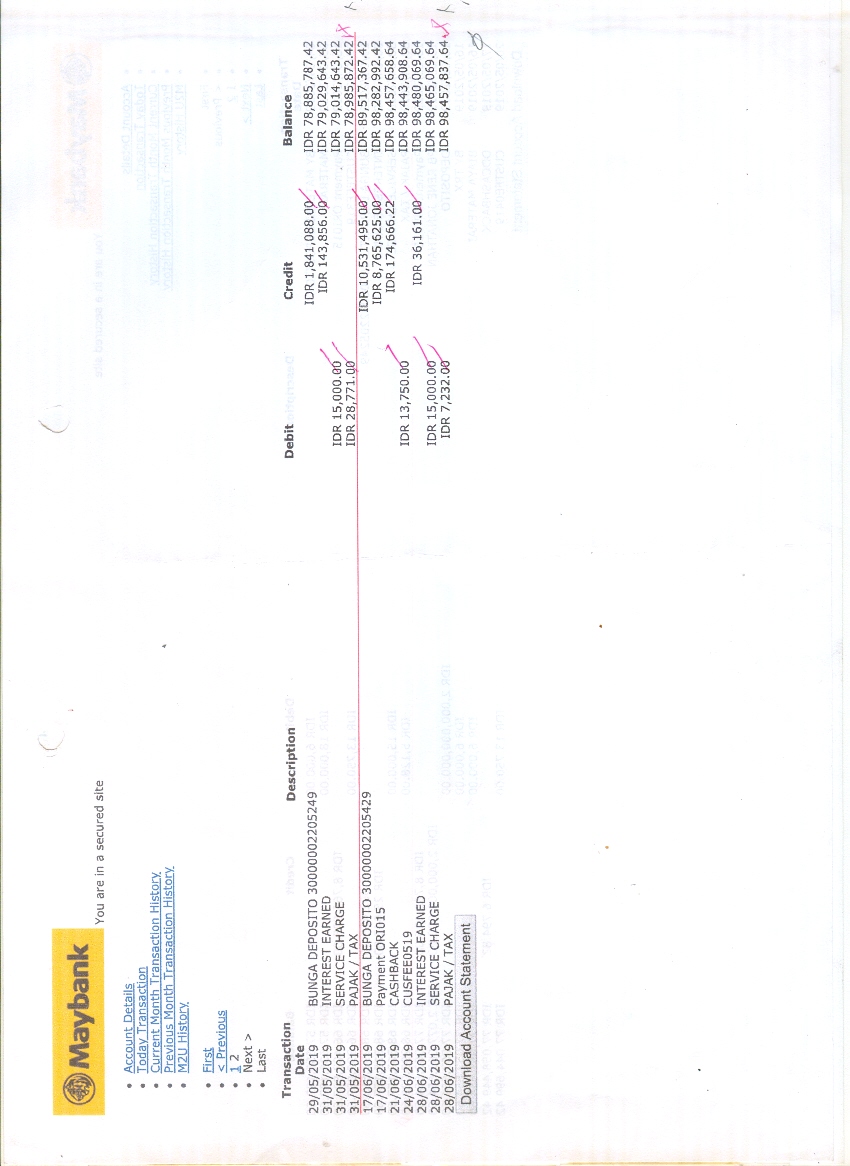 Maybank
You are in a secured site
• Account Details
• Today Transaction
• Current Month Transaction History
• Previous Month Transaction History
• M2U History
• First
• < Previous
• 1 2
• Next >
• Last
Transaction Date Description Debit Credit Balance
29/05/2019 BUNGA DEPOSITO 30000002205249 IDR 1,841,088.00 IDR 78,885,787.42
31/05/2019 INTEREST EARNED IDR 143,856.00 IDR 79,029,643.42
31/05/2019 SERVICE CHARGE IDR 15,000.00 IDR 79,014,643.42
31/05/2019 PAJAK / TAX IDR 28,771.00 IDR 78,985,872.42
17/06/2019 BUNGA DEPOSITO 30000002205429 IDR 10,531,495.00 IDR 89,517,367.42
17/06/2019 Payment ORI015 IDR 8,765,625.00 IDR 98,282,992.42
21/06/2019 CASHBACK IDR 174,666.22 IDR 98,457,658.64
24/06/2019 CUSFEE0519 IDR 13,750.00 IDR 98,443,908.64
28/06/2019 INTEREST EARNED IDR 36,161.00 IDR 98,480,069.64
28/06/2019 SERVICE CHARGE IDR 15,000.00 IDR 98,465,069.64
28/06/2019 PAJAK / TAX IDR 7,232.00 IDR 98,457,837.64
Download Account Statement